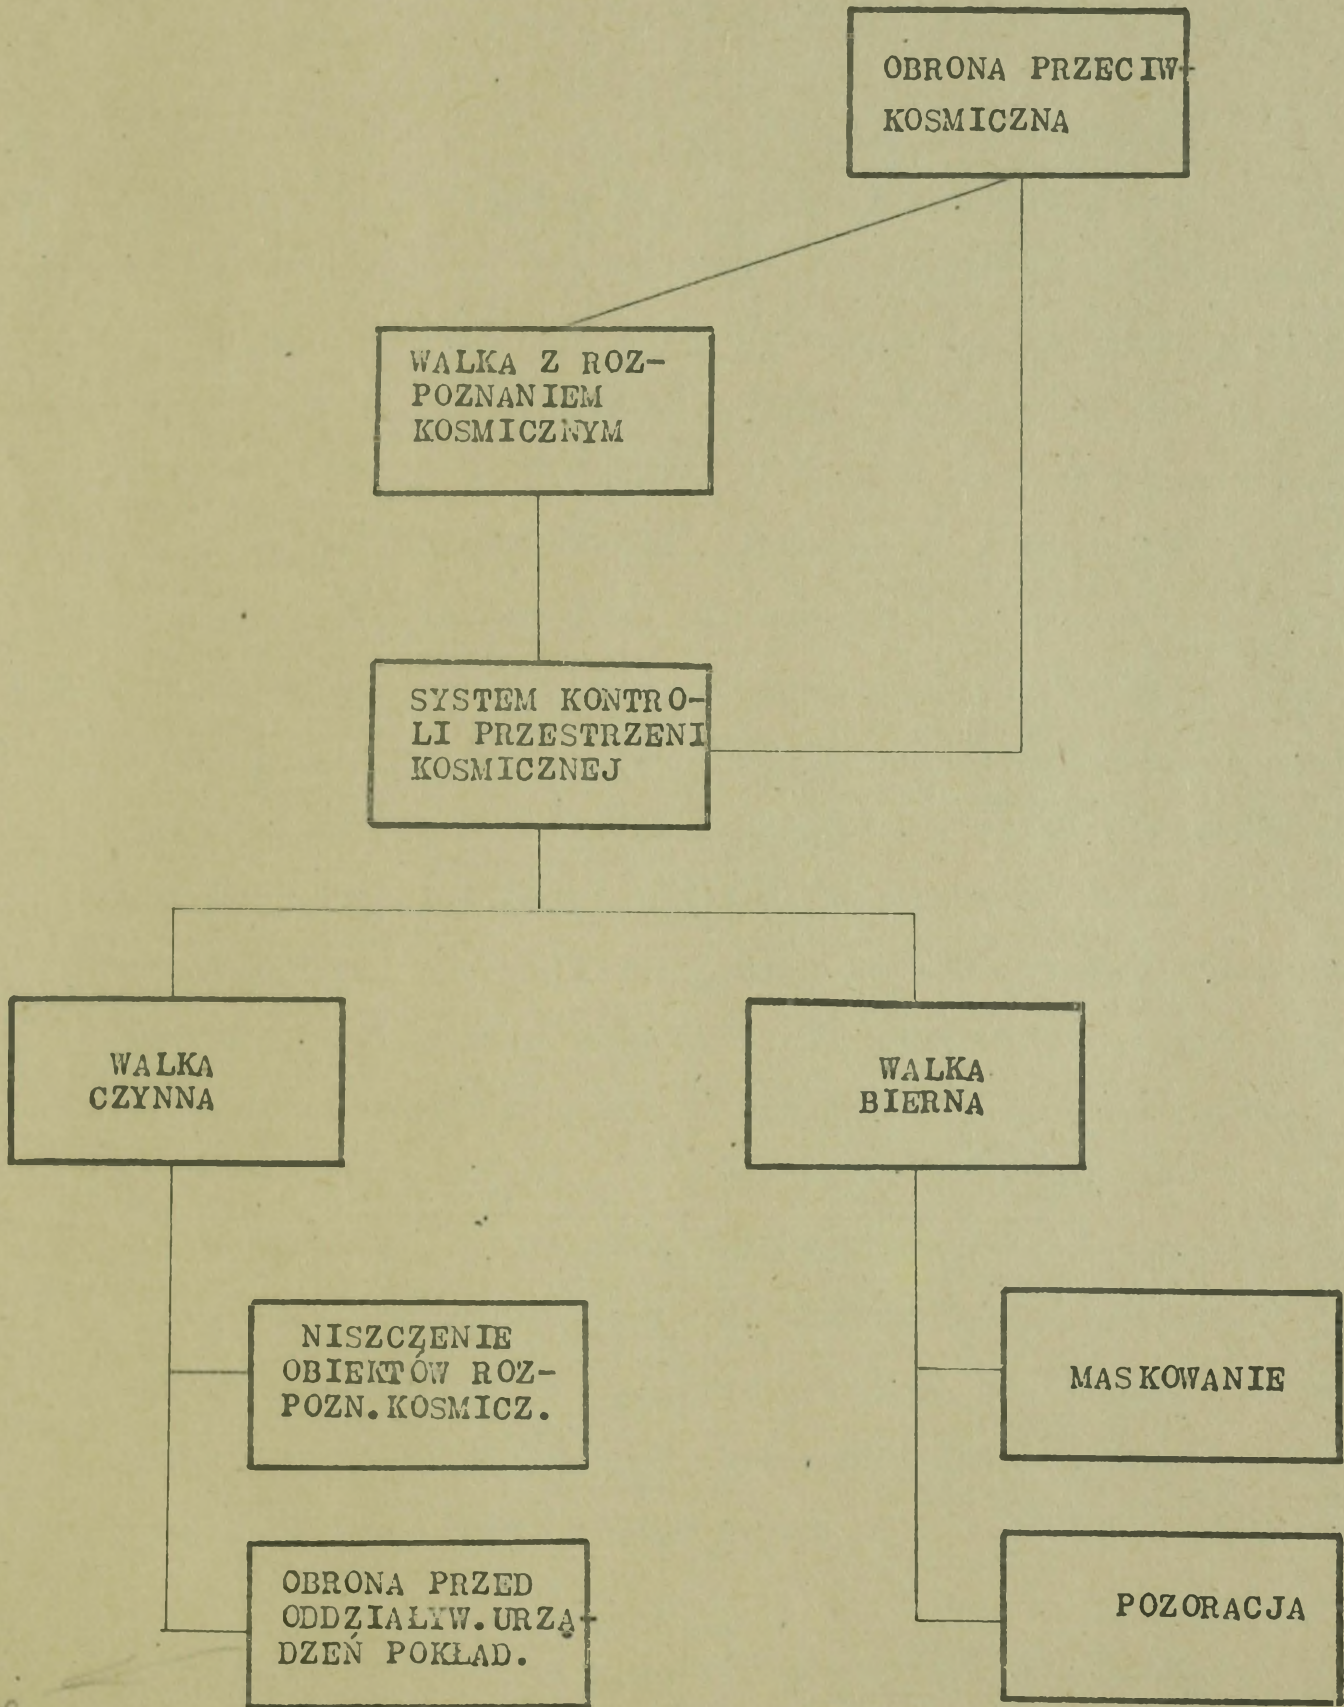 OBRONA PRZECIW-
KOSMICZNA
WALKA Z ROZ-
POZNANIEM
KOSMICZNYM
SYSTEM KONTRO-
LI PRZESTRZENI
KOSMICZNEJ
WALKA
CZYNNA
WALKA
BIERNA
NISZCZENIE
OBIEKTÓW ROZ-
POZN.KOSMICZ.
MASKOWANIE
OBRONA PRZED
ODDZIAŁYW.URZĄ-
DZEŃ POKŁAD.
POZORACJA